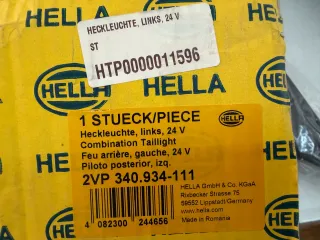 HELLA
HECKLEUCHTE, LINKS, 24 V
ST
HTP0000011596
HELLA
HELLA
HELLA
1 STUECK/PIECE
Heckleuchte, links, 24 V
Combination Taillight
Feu arrière, gauche, 24 V
Piloto posterior, izq.
2VP 340.934-111
HELLA
HELLA GmbH & Co. KGaA
Rixbecker Strasse 75
59552 Lippstadt/Germany
www.hella.com
Made in Romania
4 082300 244656